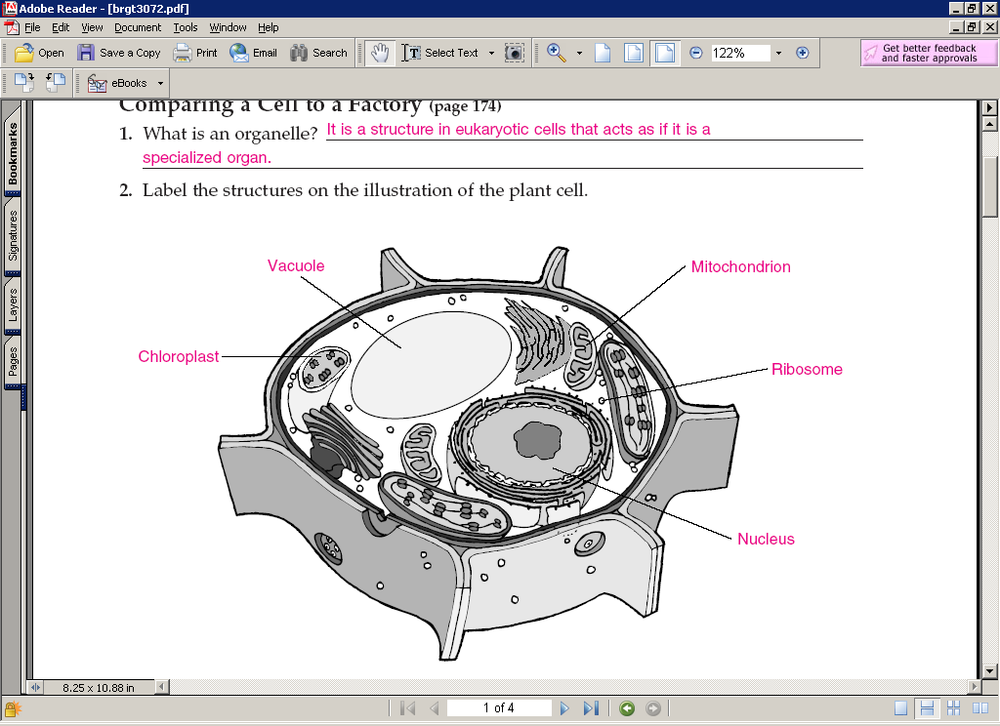 Adobe Reader - [brgt3072.pdf]
File Edit View Document Tools Window Help
Open Save a Copy Print Email Search Select Text 122% Get better feedback
and faster approvals
eBooks
Bookmarks
Signatures
Layers
Pages
Comparing a Cell to a Factory (page 174)
1. What is an organelle? It is a structure in eukaryotic cells that acts as if it is a
specialized organ.
2. Label the structures on the illustration of the plant cell.
Vacuole
Mitochondrion
Chloroplast
Ribosome
Nucleus
8.25 x 10.88 in
1 of 4